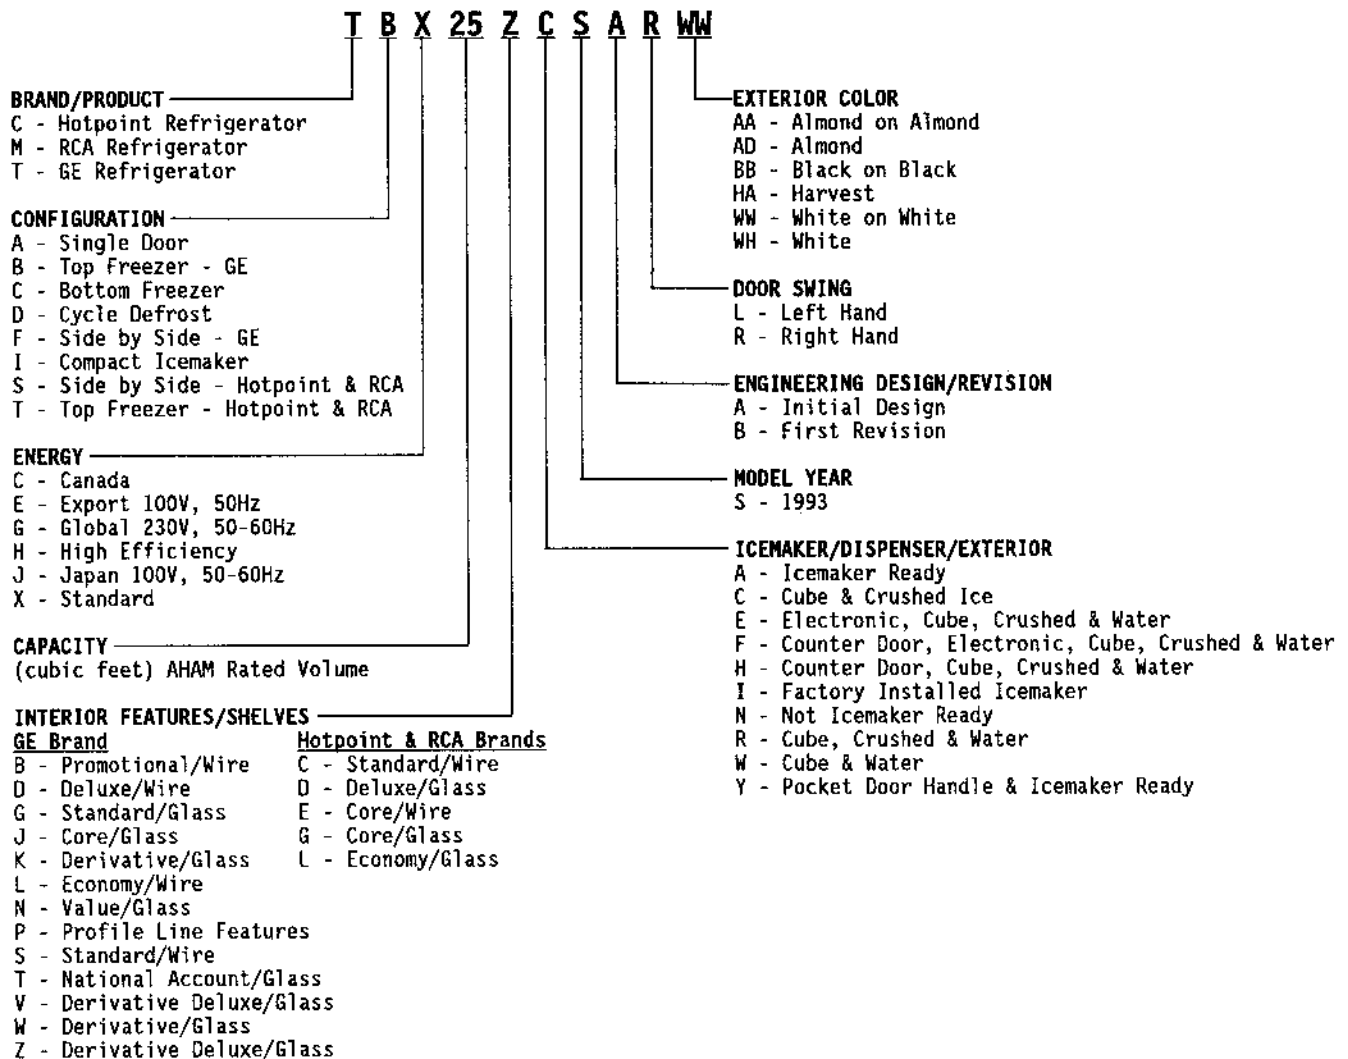 T B X 25 Z C S A R WW
BRAND/PRODUCT
C - Hotpoint Refrigerator
M - RCA Refrigerator
T - GE Refrigerator
CONFIGURATION
A - Single Door
B - Top Freezer - GE
C - Bottom Freezer
D - Cycle Defrost
F - Side by Side - GE
I - Compact Icemaker
S - Side by Side - Hotpoint & RCA
T - Top Freezer - Hotpoint & RCA
ENERGY
C - Canada
E - Export 100V, 50Hz
G - Global 230V, 50-60Hz
H - High Efficiency
J - Japan 100V, 50-60Hz
X - Standard
CAPACITY
(cubic feet) AHAM Rated Volume
INTERIOR FEATURES/SHELVES
GE Brand
B - Promotional/Wire
D - Deluxe/Wire
G - Standard/Glass
J - Core/Glass
K - Derivative/Glass
L - Economy/Wire
N - Value/Glass
P - Profile Line Features
S - Standard/Wire
T - National Account/Glass
V - Derivative Deluxe/Glass
W - Derivative/Glass
Z - Derivative Deluxe/Glass
Hotpoint & RCA Brands
C - Standard/Wire
D - Deluxe/Glass
E - Core/Wire
G - Core/Glass
L - Economy/Glass
EXTERIOR COLOR
AA - Almond on Almond
AD - Almond
BB - Black on Black
HA - Harvest
WW - White on White
WH - White
DOOR SWING
L - Left Hand
R - Right Hand
ENGINEERING DESIGN/REVISION
A - Initial Design
B - First Revision
MODEL YEAR
S - 1993
ICEMAKER/DISPENSER/EXTERIOR
A - Icemaker Ready
C - Cube & Crushed Ice
E - Electronic, Cube, Crushed & Water
F - Counter Door, Electronic, Cube, Crushed & Water
H - Counter Door, Cube, Crushed & Water
I - Factory Installed Icemaker
N - Not Icemaker Ready
R - Cube, Crushed & Water
W - Cube & Water
Y - Pocket Door Handle & Icemaker Ready